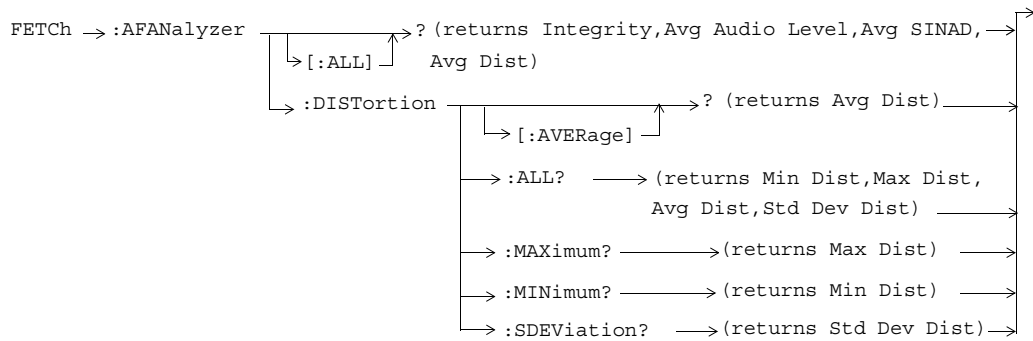 FETCh :AFANalyzer ? (returns Integrity,Avg Audio Level,Avg SINAD,
[:ALL] Avg Dist)
:DISTortion ? (returns Avg Dist)
[:AVERage]
:ALL? (returns Min Dist,Max Dist,
Avg Dist,Std Dev Dist)
:MAXimum? (returns Max Dist)
:MINimum? (returns Min Dist)
:SDEViation? (returns Std Dev Dist)